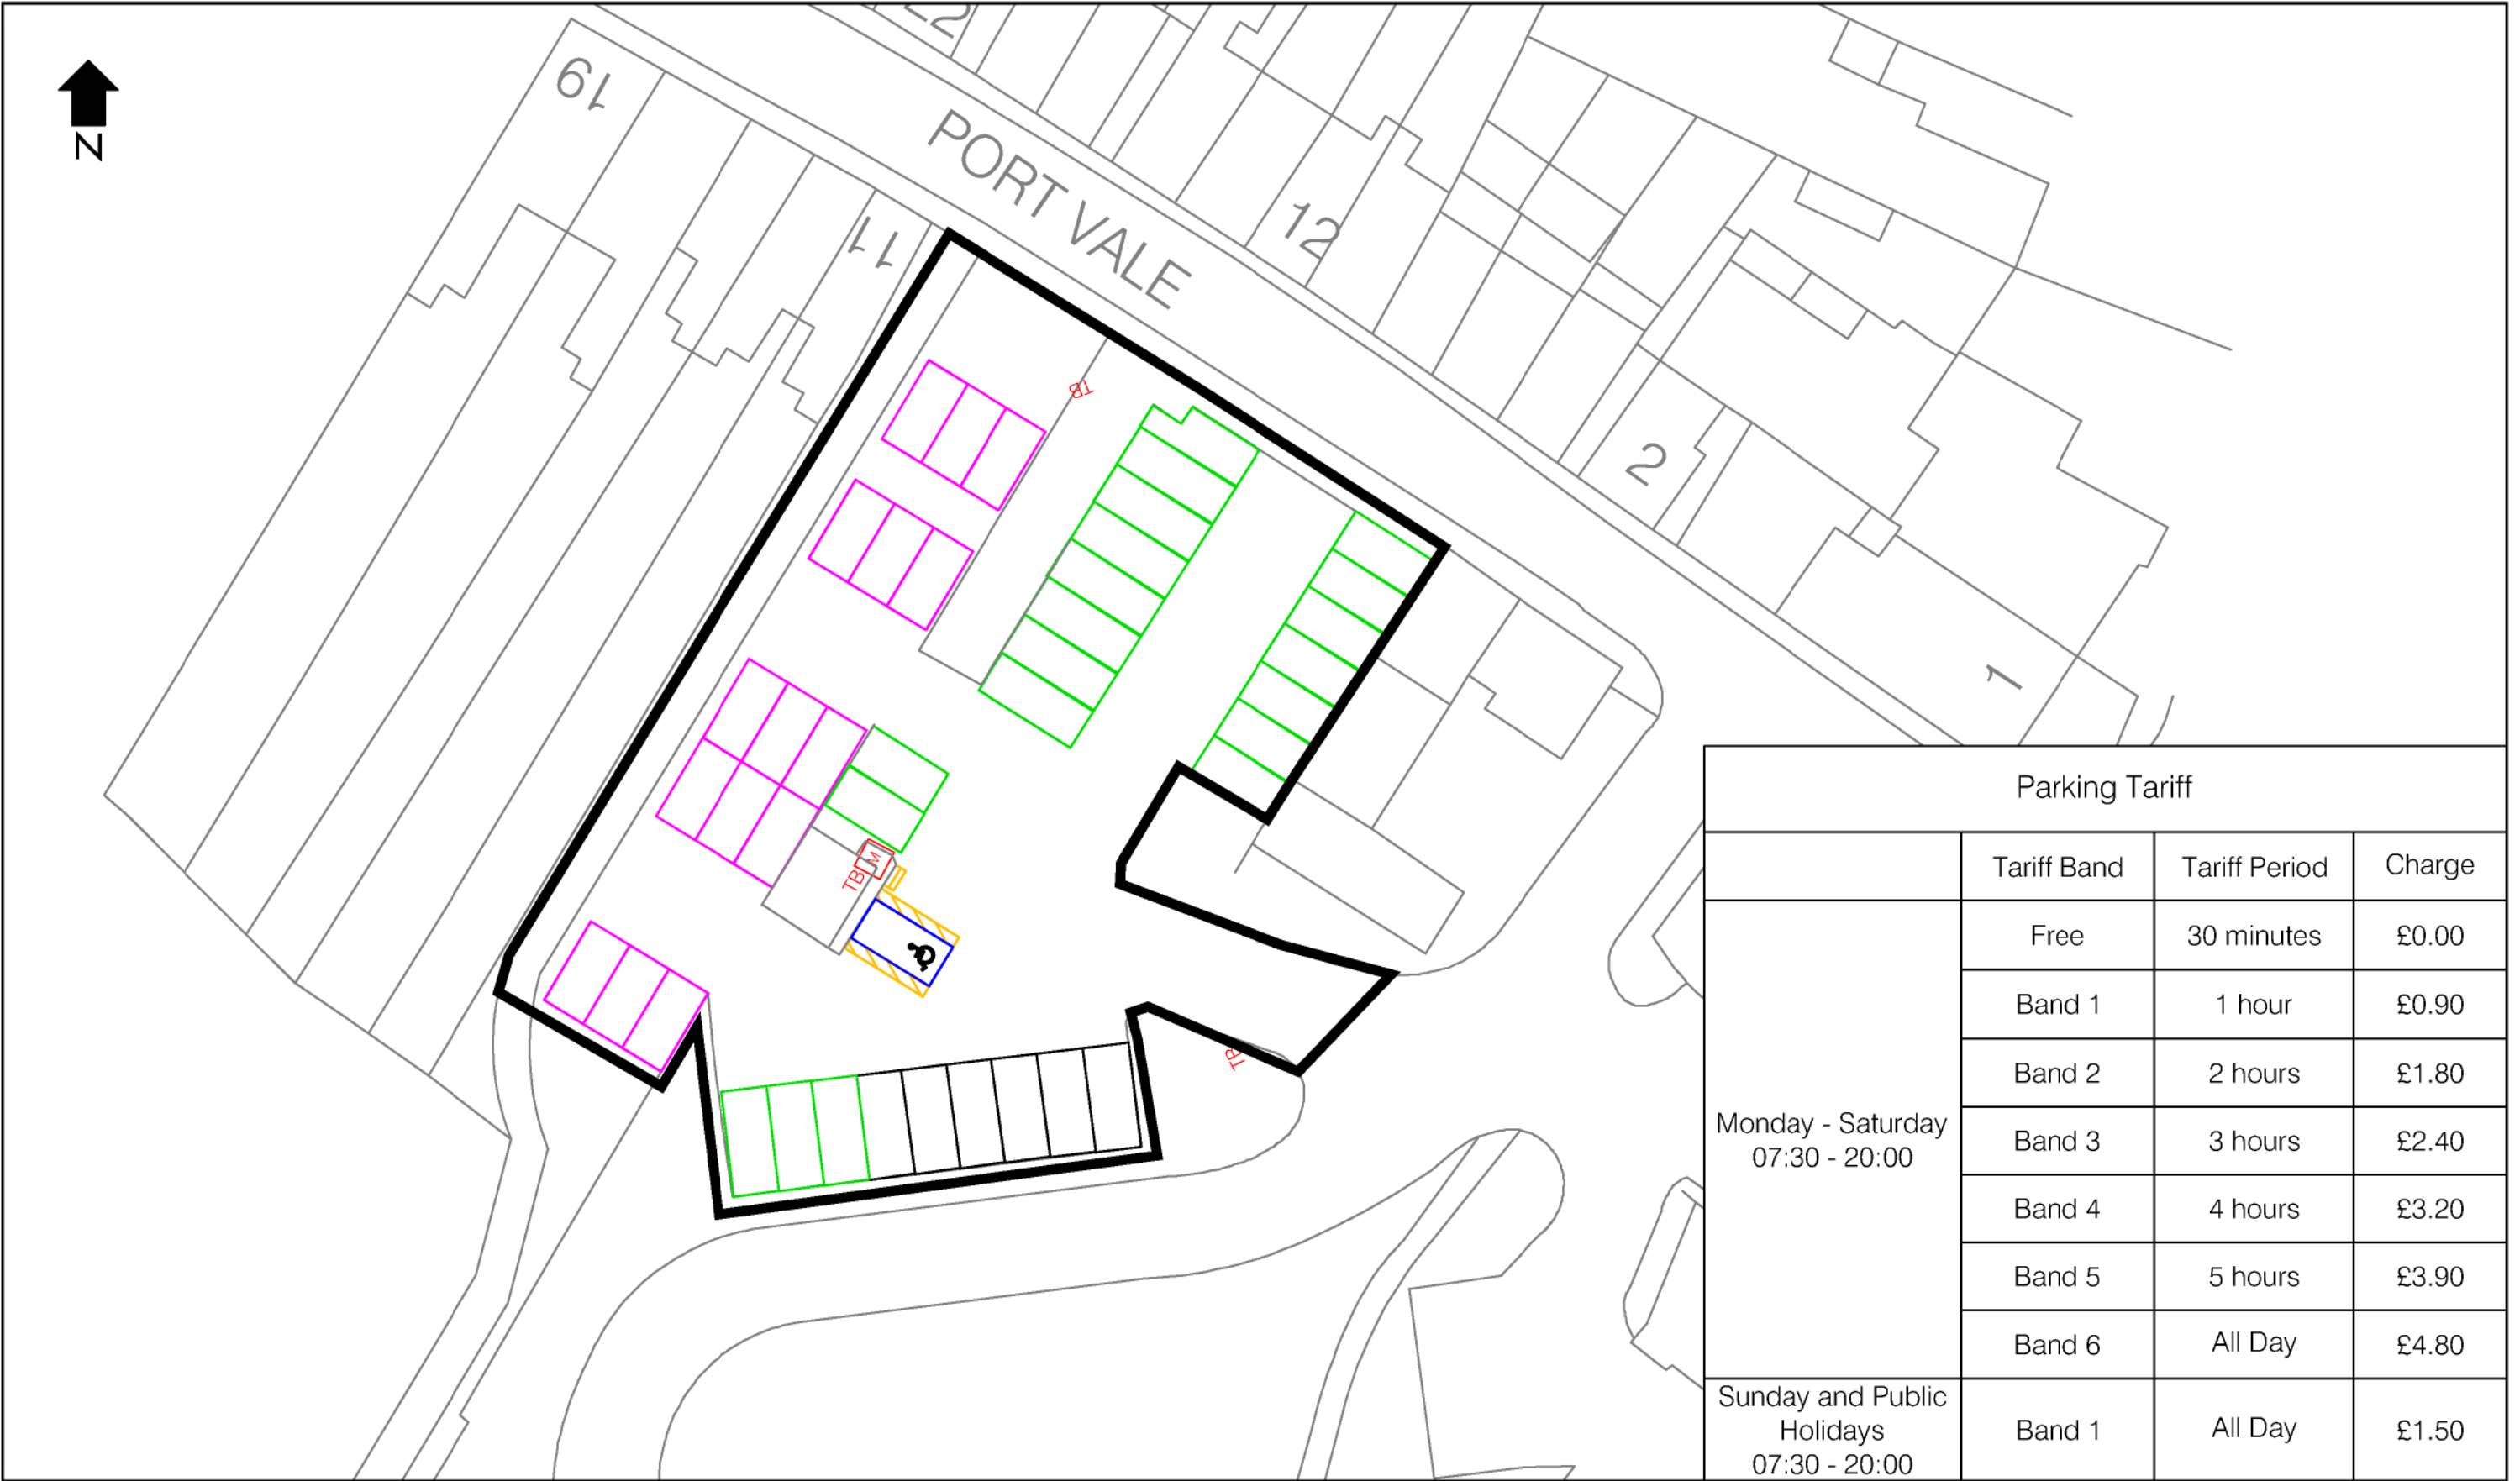 22
19
N
PORT VALE
12
11
TB
2
1
M
TB
TB
Parking Tariff
Tariff Band
Tariff Period
Charge
Monday - Saturday
07:30 - 20:00
Free
30 minutes
£0.00
Band 1
1 hour
£0.90
Band 2
2 hours
£1.80
Band 3
3 hours
£2.40
Band 4
4 hours
£3.20
Band 5
5 hours
£3.90
Band 6
All Day
£4.80
Sunday and Public
Holidays
07:30 - 20:00
Band 1
All Day
£1.50